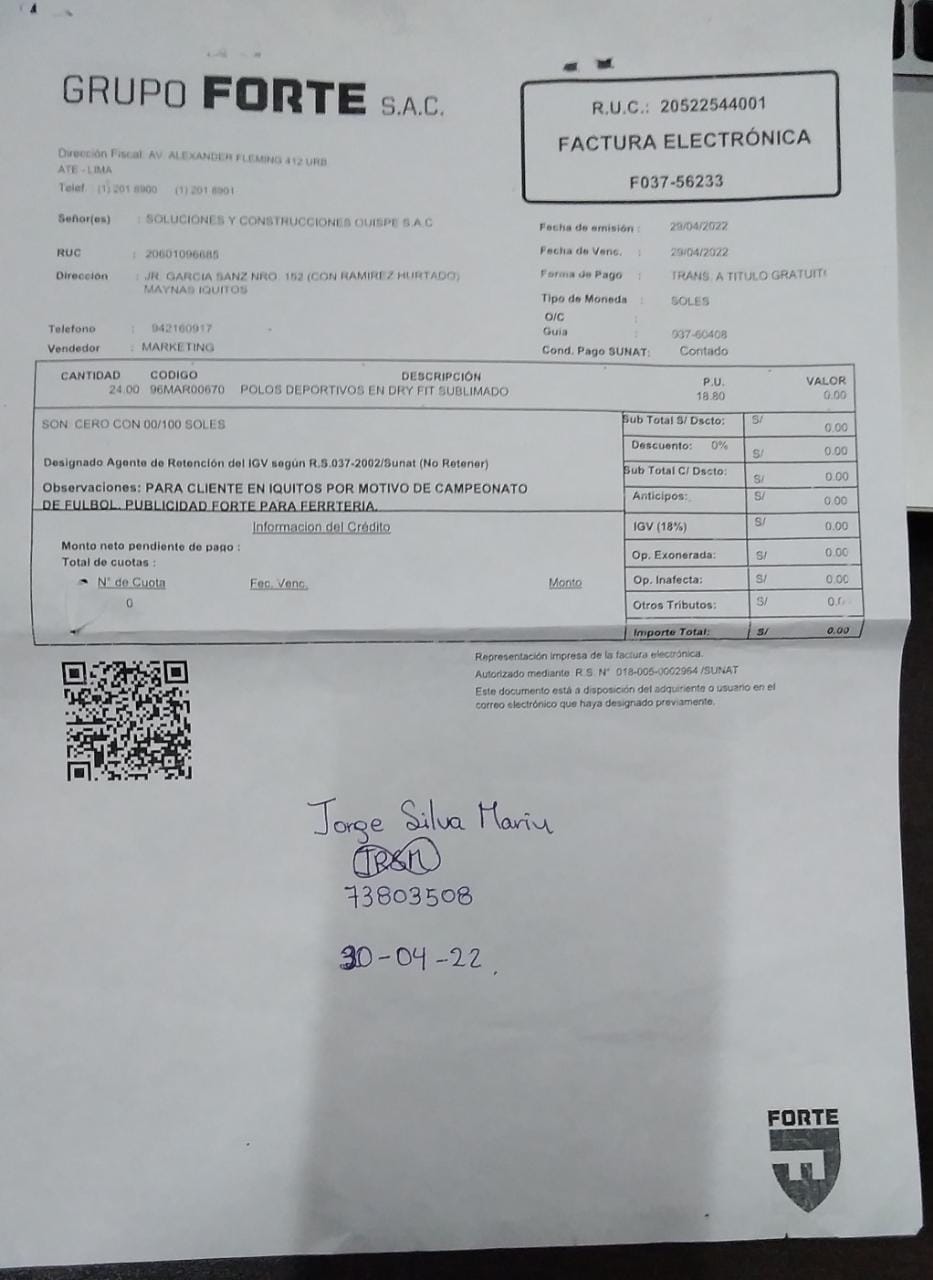 GRUPO FORTE S.A.C.
R.U.C.: 20522544001
FACTURA ELECTRÓNICA
F037-56233
Dirección Fiscal: AV. ALEXANDER FLEMING 412 URB.
ATE - LIMA
Telef. (1) 201 8900 (1) 201 8901
Señor(es) : SOLUCIONES Y CONSTRUCCIONES QUISPE S.A.C
RUC : 20601096685
Dirección : JR. GARCIA SANZ NRO. 152 (CON RAMIREZ HURTADO)
MAYNAS IQUITOS
Telefono : 942160917
Vendedor : MARKETING
Fecha de emisión : 29/04/2022
Fecha de Venc. : 29/04/2022
Forma de Pago : TRANS. A TITULO GRATUIT
Tipo de Moneda : SOLES
O/C :
Guia : 037-60408
Cond. Pago SUNAT: Contado
CANTIDAD CODIGO DESCRIPCIÓN P.U. VALOR
24.00 96MAR00670 POLOS DEPORTIVOS EN DRY FIT SUBLIMADO 18.80 0.00
SON: CERO CON 00/100 SOLES
Designado Agente de Retención del IGV según R.S.037-2002/Sunat (No Retener)
Observaciones: PARA CLIENTE EN IQUITOS POR MOTIVO DE CAMPEONATO
DE FULBOL. PUBLICIDAD FORTE PARA FERRTERIA.
Informacion del Crédito
Monto neto pendiente de pago :
Total de cuotas :
N° de Cuota Fec. Venc. Monto
0
Sub Total S/ Dscto: S/ 0.00
Descuento: 0% S/ 0.00
Sub Total C/ Dscto: S/ 0.00
Anticipos: S/ 0.00
IGV (18%) S/ 0.00
Op. Exonerada: S/ 0.00
Op. Inafecta: S/ 0.00
Otros Tributos: S/ 0.0
Importe Total: S/ 0.00
Representación impresa de la factura electrónica.
Autorizado mediante R.S. N° 018-005-0002964 /SUNAT
Este documento está a disposición del adquiriente o usuario en el
correo electrónico que haya designado previamente.
Jorge Silva Marin
73803508
30-04-22.
FORTE
F